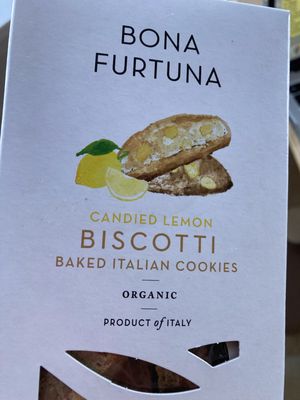 BONA
FURTUNA
CANDIED LEMON
BISCOTTI
BAKED ITALIAN COOKIES
ORGANIC
PRODUCT of ITALY